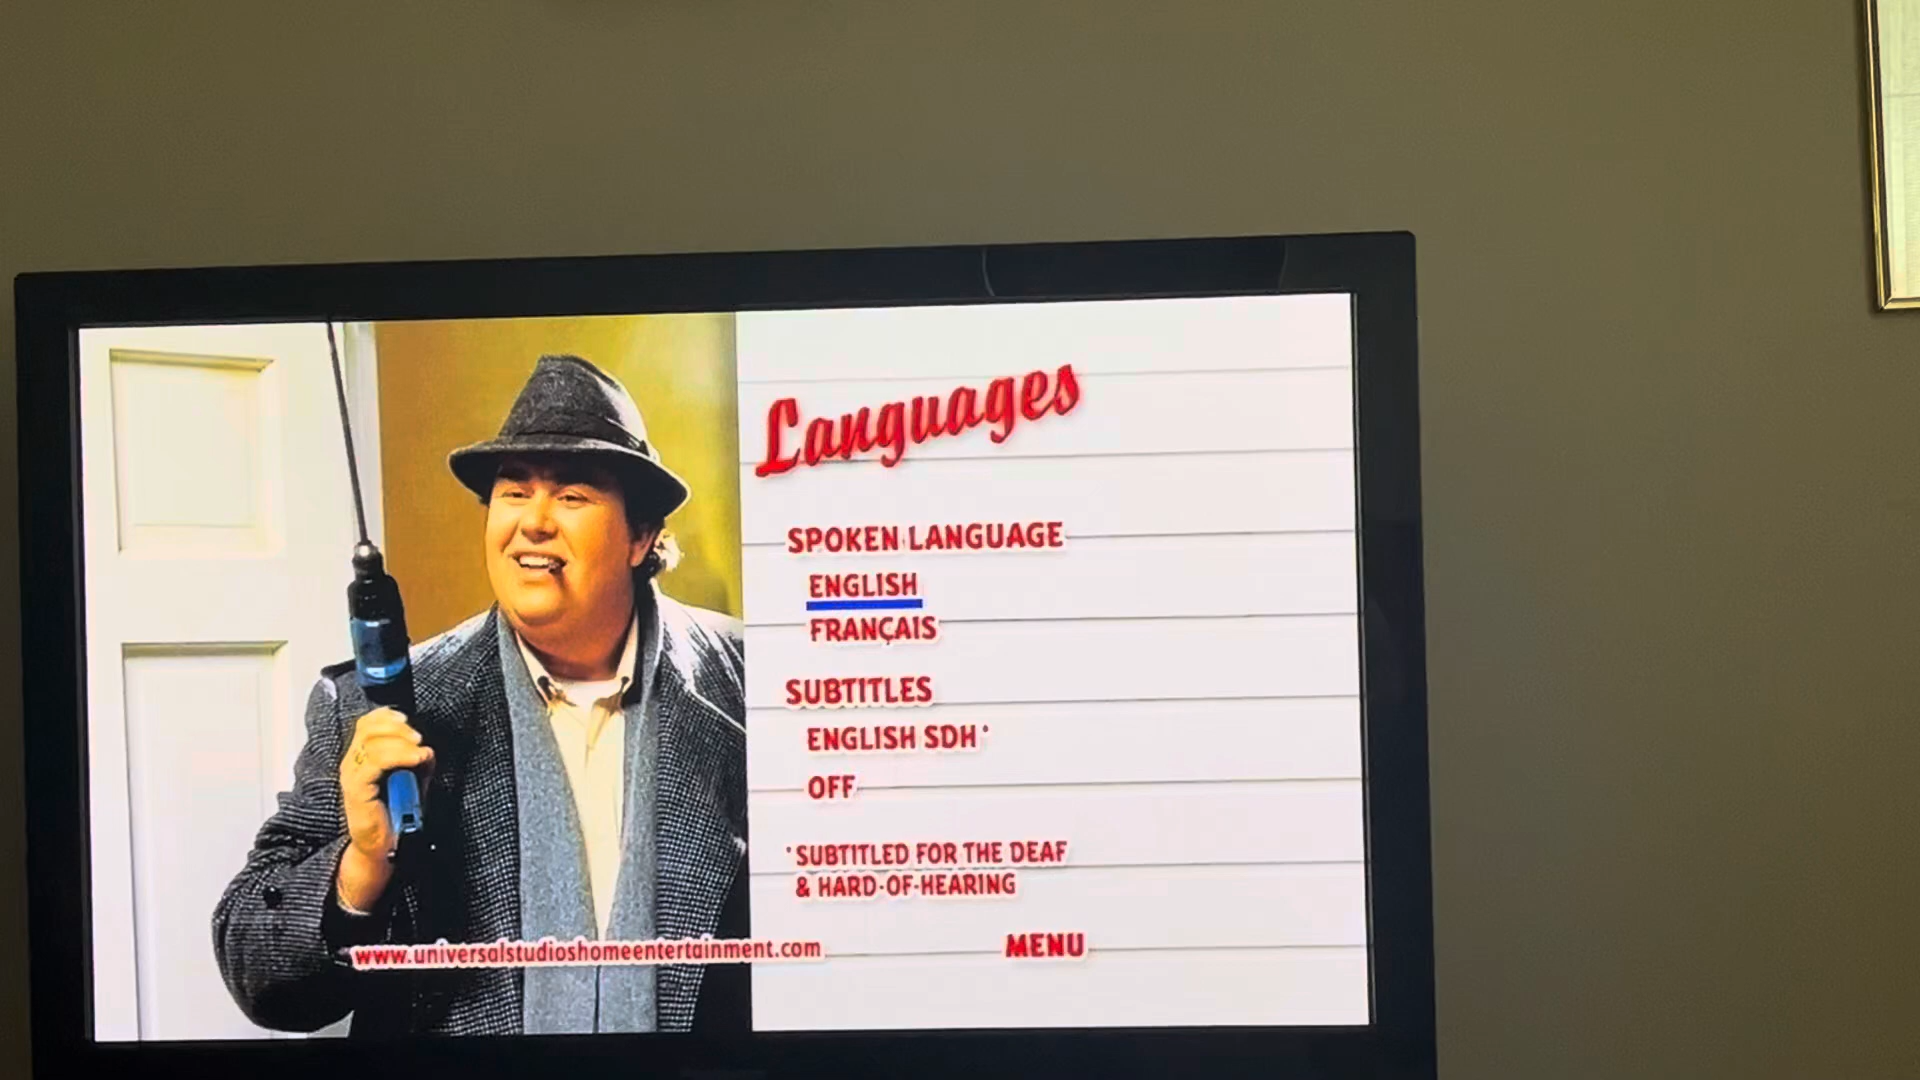 Languages
SPOKEN LANGUAGE
ENGLISH
FRANÇAIS
SUBTITLES
ENGLISH SDH*
OFF
*SUBTITLED FOR THE DEAF
& HARD-OF-HEARING
www.universalstudioshomeentertainment.com
MENU